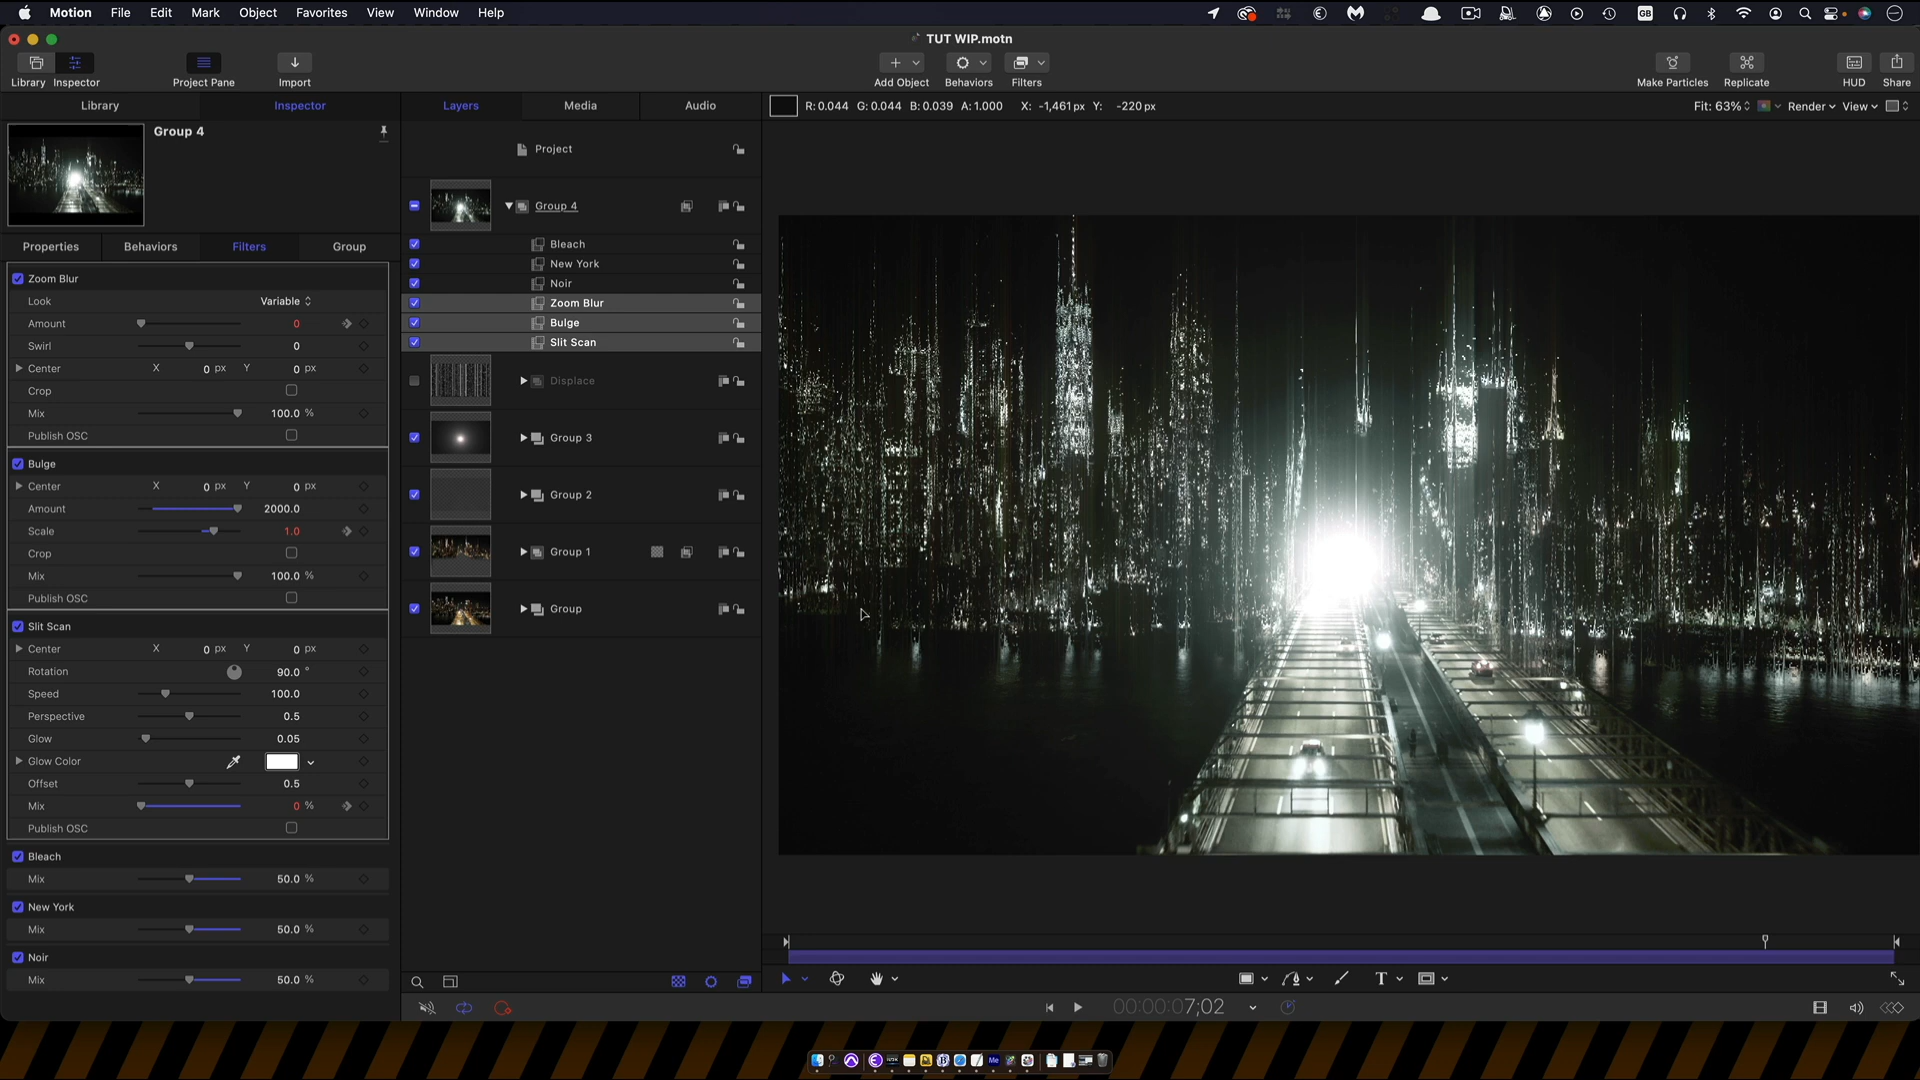 Motion File Edit Mark Object Favorites View Window Help
GB
TUT WIP.motn
Library Inspector Project Pane Import Add Object Behaviors Filters Make Particles Replicate HUD Share
Library Inspector Layers Media Audio
R:0.044 G:0.044 B:0.039 A:1.000 X: -1,461 px Y: -220 px
Fit: 63% Render View
Group 4
Properties Behaviors Filters Group
Zoom Blur
Look Variable
Amount 0
Swirl 0
Center X 0 px Y 0 px
Crop
Mix 100.0 %
Publish OSC
Bulge
Center X 0 px Y 0 px
Amount 2000.0
Scale 1.0
Crop
Mix 100.0 %
Publish OSC
Slit Scan
Center X 0 px Y 0 px
Rotation 90.0 °
Speed 100.0
Perspective 0.5
Glow 0.05
Glow Color
Offset 0.5
Mix 0 %
Publish OSC
Bleach
Mix 50.0 %
New York
Mix 50.0 %
Noir
Mix 50.0 %
Project
Group 4
Bleach
New York
Noir
Zoom Blur
Bulge
Slit Scan
Displace
Group 3
Group 2
Group 1
Group
T
00:00:07;02
Me